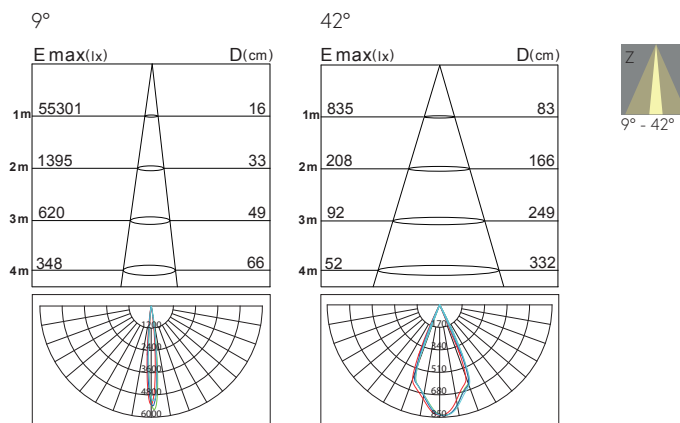 9°
E max(lx) D(cm)
1m 55301 16
2m 1395 33
3m 620 49
4m 348 66
1200
2400
3600
4800
6000
42°
E max(lx) D(cm)
1m 835 83
2m 208 166
3m 92 249
4m 52 332
170
340
510
680
850
Z
9° - 42°